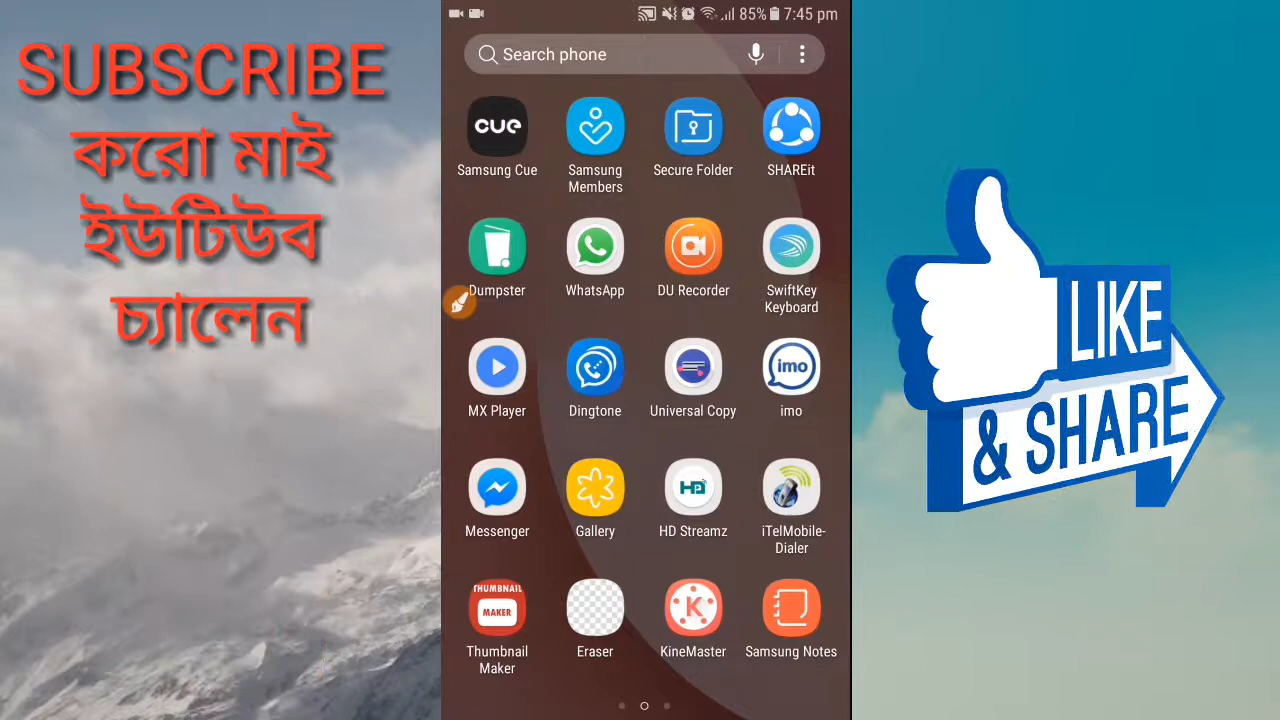 SUBSCRIBE
করো মাই
ইউটিউব
চ্যালেন
85% 7:45 pm
Search phone
cue
Samsung Cue
Samsung
Members
Secure Folder
SHAREit
Dumpster
WhatsApp
DU Recorder
SwiftKey
Keyboard
MX Player
Dingtone
Universal Copy
imo
imo
Messenger
Gallery
HD
HD Streamz
iTelMobile-
Dialer
THUMBNAIL
MAKER
Thumbnail
Maker
Eraser
K
KineMaster
Samsung Notes
LIKE
& SHARE